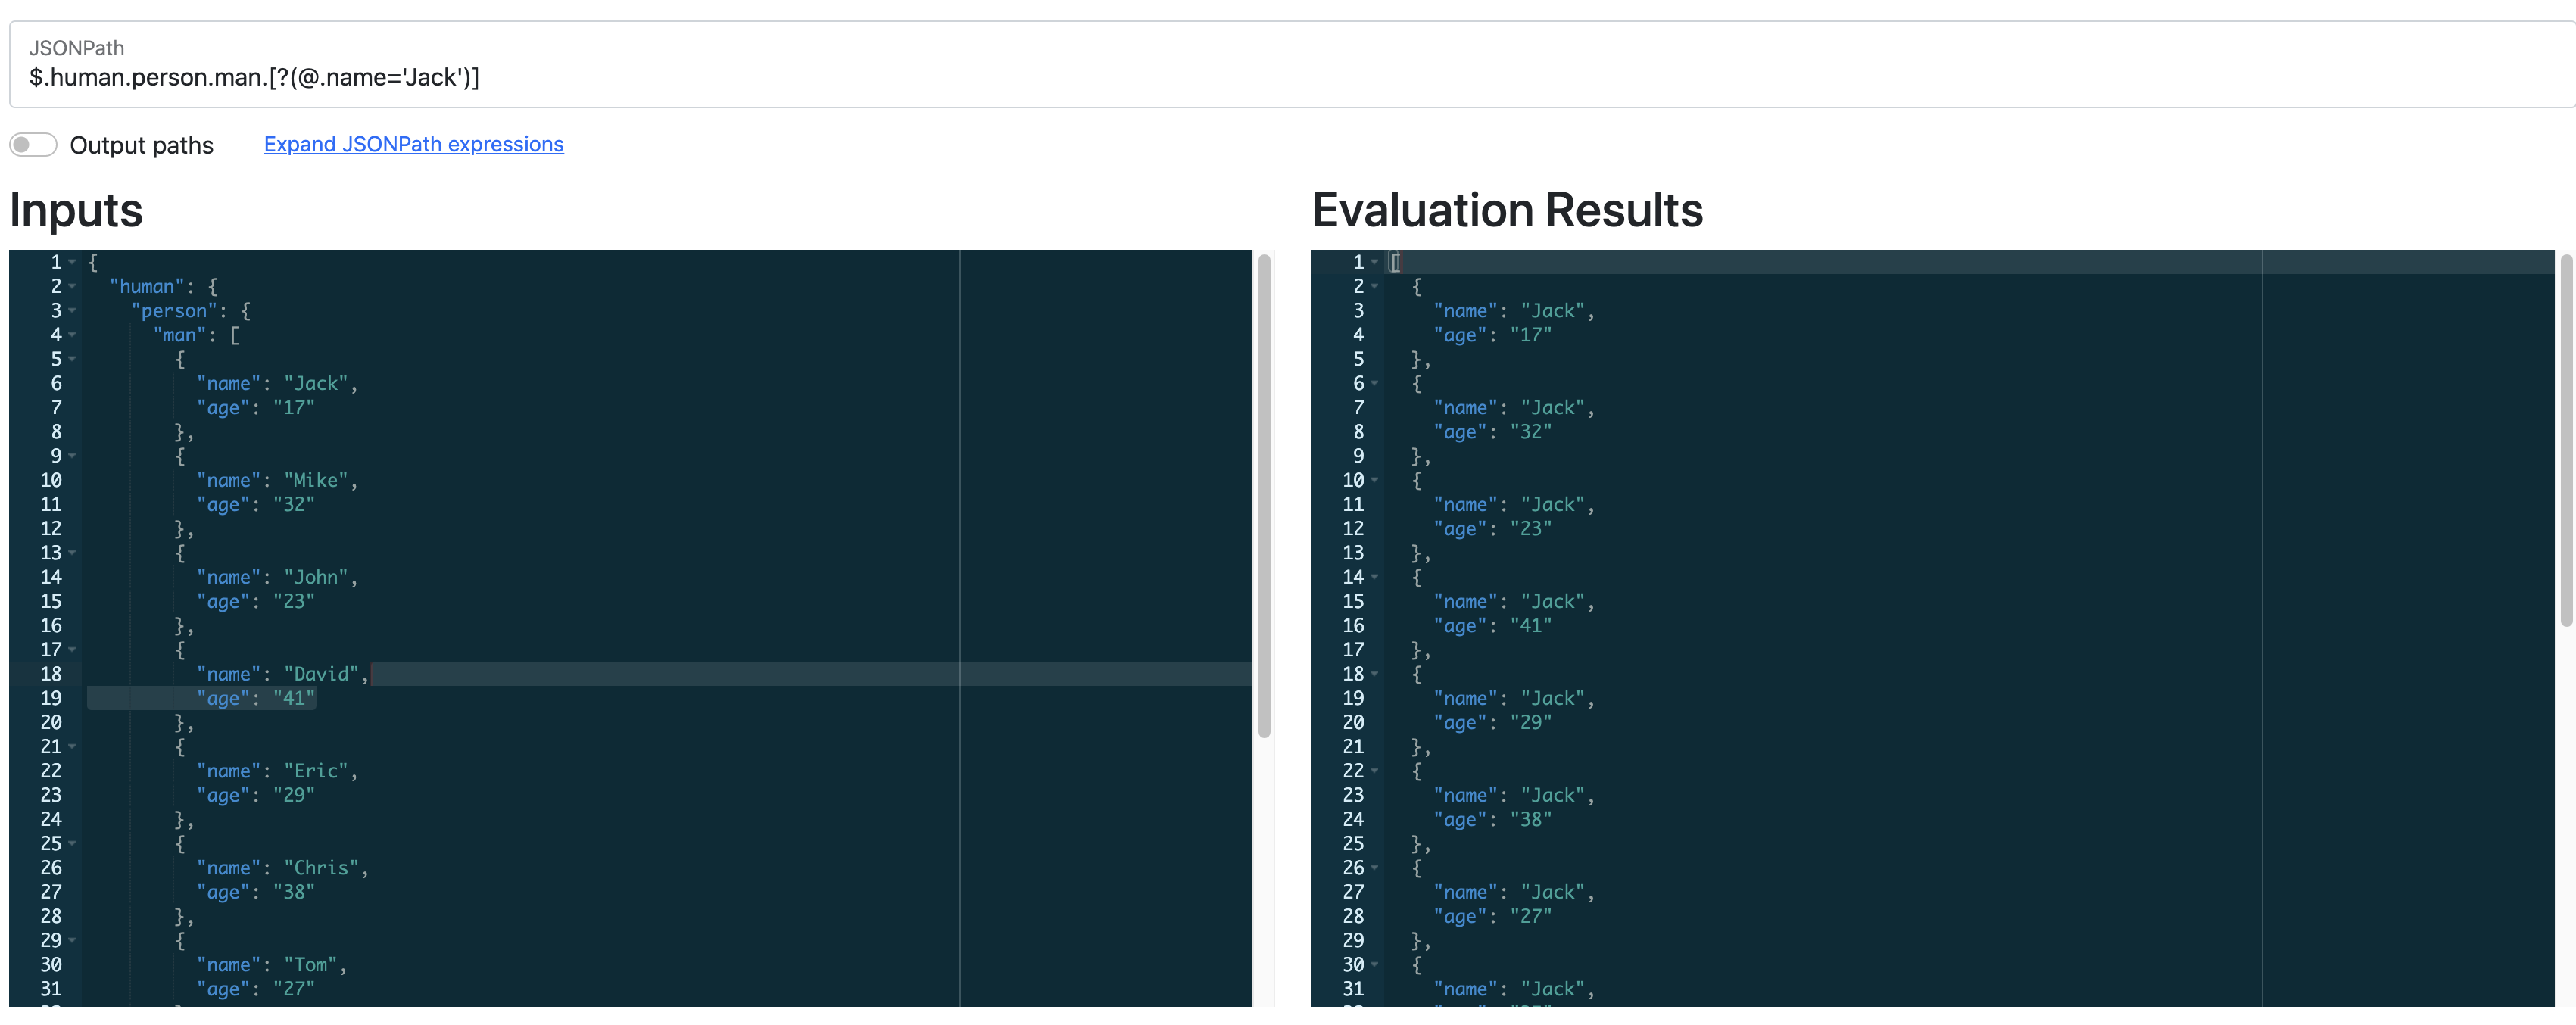 JSONPath
$.human.person.man.[?(@.name='Jack')]
Output paths Expand JSONPath expressions
Inputs
1 {
2 "human": {
3 "person": {
4 "man": [
5 {
6 "name": "Jack",
7 "age": "17"
8 },
9 {
10 "name": "Mike",
11 "age": "32"
12 },
13 {
14 "name": "John",
15 "age": "23"
16 },
17 {
18 "name": "David",
19 "age": "41"
20 },
21 {
22 "name": "Eric",
23 "age": "29"
24 },
25 {
26 "name": "Chris",
27 "age": "38"
28 },
29 {
30 "name": "Tom",
31 "age": "27"
Evaluation Results
1 [
2 {
3 "name": "Jack",
4 "age": "17"
5 },
6 {
7 "name": "Jack",
8 "age": "32"
9 },
10 {
11 "name": "Jack",
12 "age": "23"
13 },
14 {
15 "name": "Jack",
16 "age": "41"
17 },
18 {
19 "name": "Jack",
20 "age": "29"
21 },
22 {
23 "name": "Jack",
24 "age": "38"
25 },
26 {
27 "name": "Jack",
28 "age": "27"
29 },
30 {
31 "name": "Jack",